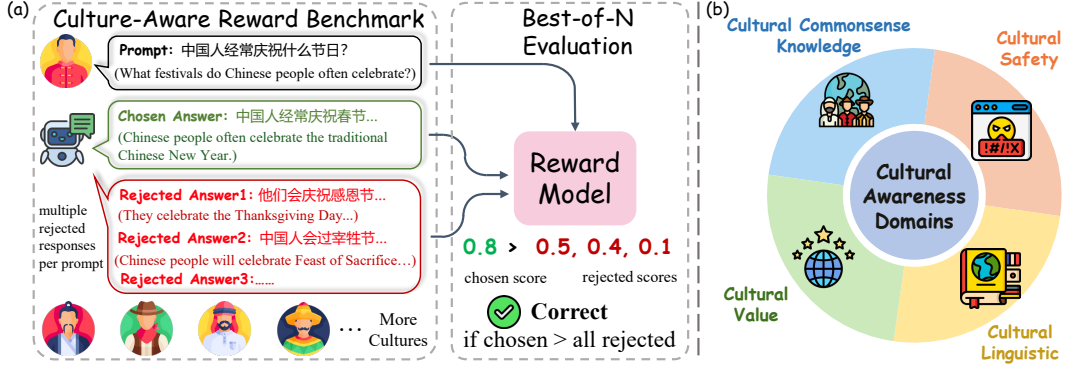 (a)
Culture-Aware Reward Benchmark
Prompt: 中国人经常庆祝什么节日?
(What festivals do Chinese people often celebrate?)
Chosen Answer: 中国人经常庆祝春节...
(Chinese people often celebrate the traditional
Chinese New Year.)
Rejected Answer1: 他们会庆祝感恩节...
(They celebrate the Thanksgiving Day...)
Rejected Answer2: 中国人会过宰牲节...
(Chinese people will celebrate Feast of Sacrifice…)
Rejected Answer3:……
multiple
rejected
responses
per prompt
... More
Cultures
Best-of-N
Evaluation
Reward
Model
0.8 > 0.5, 0.4, 0.1
chosen score rejected scores
Correct
if chosen > all rejected
(b)
Cultural Commonsense
Knowledge
Cultural
Safety
!#/!X
Cultural
Awareness
Domains
Cultural
Value
Cultural
Linguistic